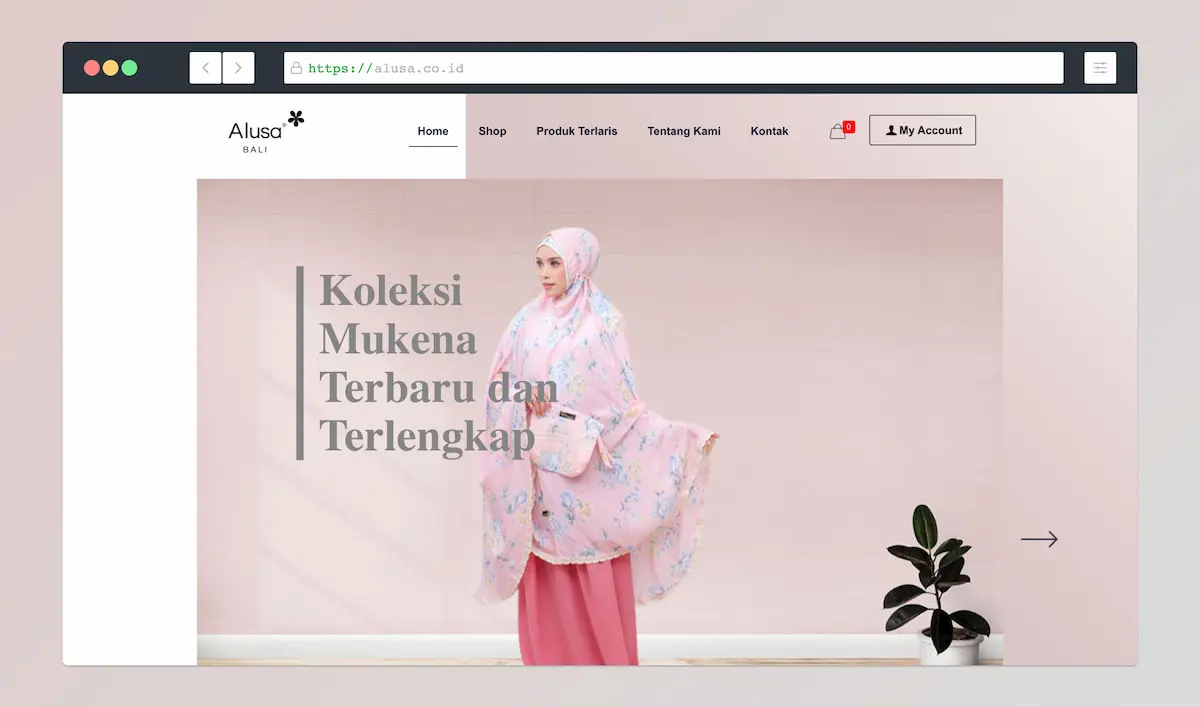 https://alusa.co.id
Alusa®
BALI
Home
Shop
Produk Terlaris
Tentang Kami
Kontak
0
My Account
Koleksi
Mukena
Terbaru dan
Terlengkap